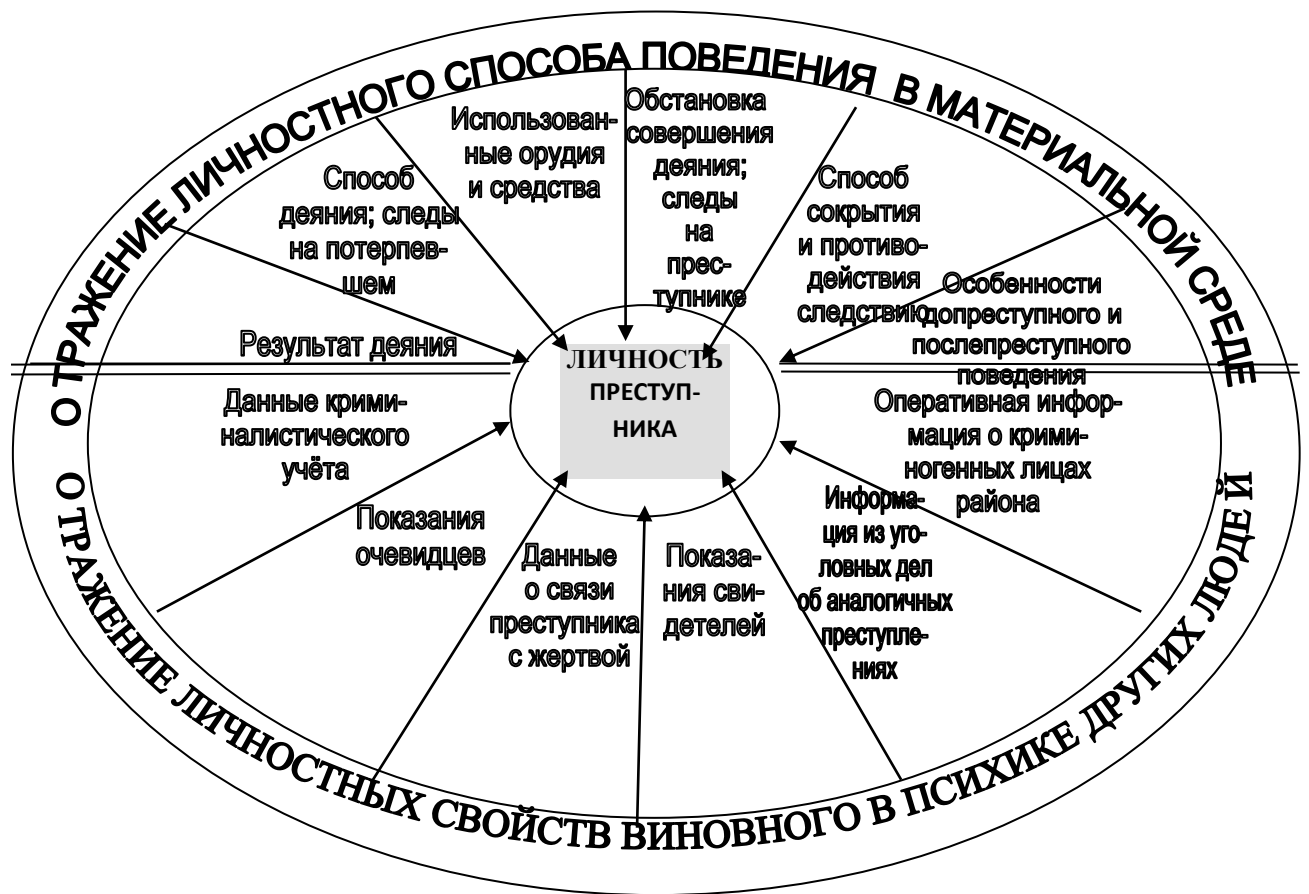 ОТРАЖЕНИЕ ЛИЧНОСТНОГО СПОСОБА ПОВЕДЕНИЯ В МАТЕРИАЛЬНОЙ СРЕДЕ
Результат деяния
Способ
деяния; следы
на потерпев-
шем
Использован-
ные орудия
и средства
Обстановка
совершения
деяния;
следы
на
прес-
тупнике
Способ
сокрытия
и противо-
действия
следствию
Особенности
допреступного и
послепреступного
поведения
ЛИЧНОСТЬ
ПРЕСТУП-
НИКА
Данные крими-
налистического
учёта
Показания
очевидцев
Данные
о связи
преступника
с жертвой
Показа-
ния сви-
детелей
Информа-
ция из уго-
ловных дел
об аналогичных
преступле-
ниях
Оперативная инфор-
мация о крими-
ногенных лицах
района
ОТРАЖЕНИЕ ЛИЧНОСТНЫХ СВОЙСТВ ВИНОВНОГО В ПСИХИКЕ ДРУГИХ ЛЮДЕЙ